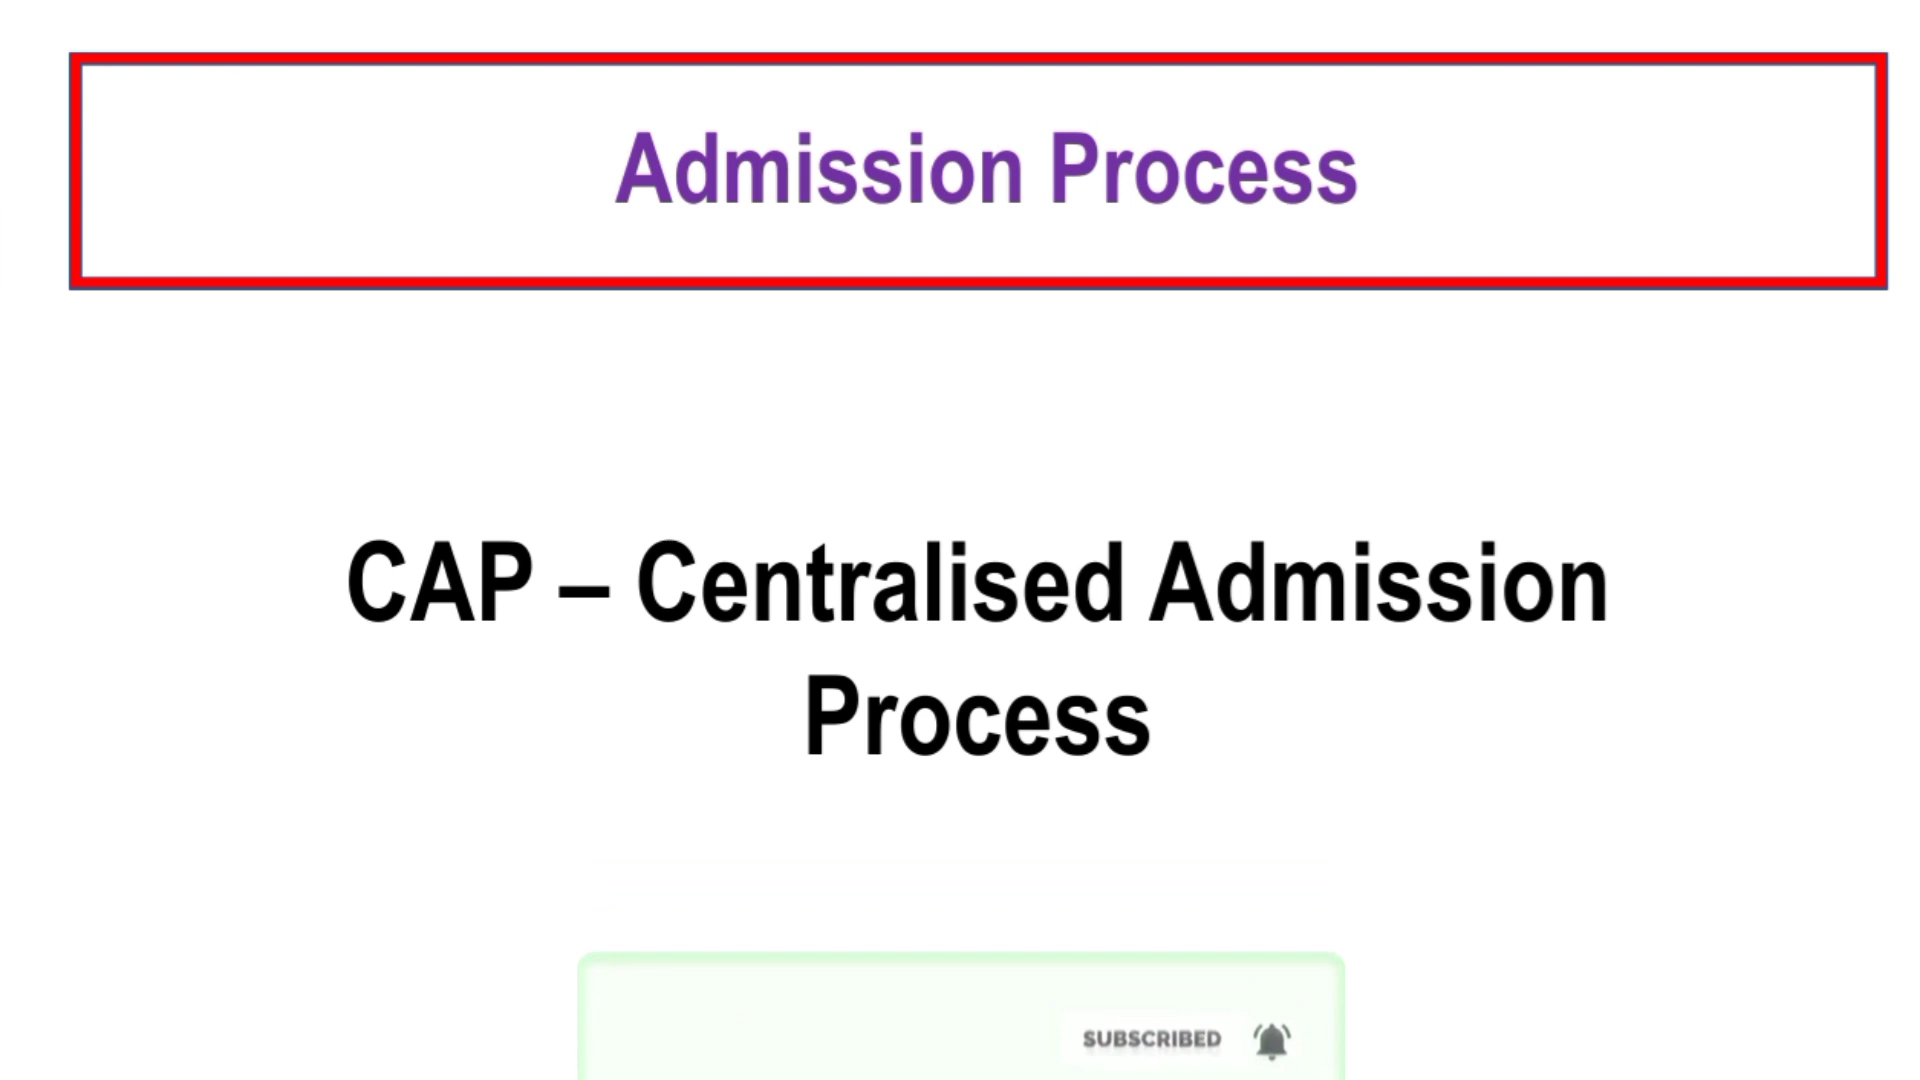 Admission Process
CAP – Centralised Admission
Process
SUBSCRIBED